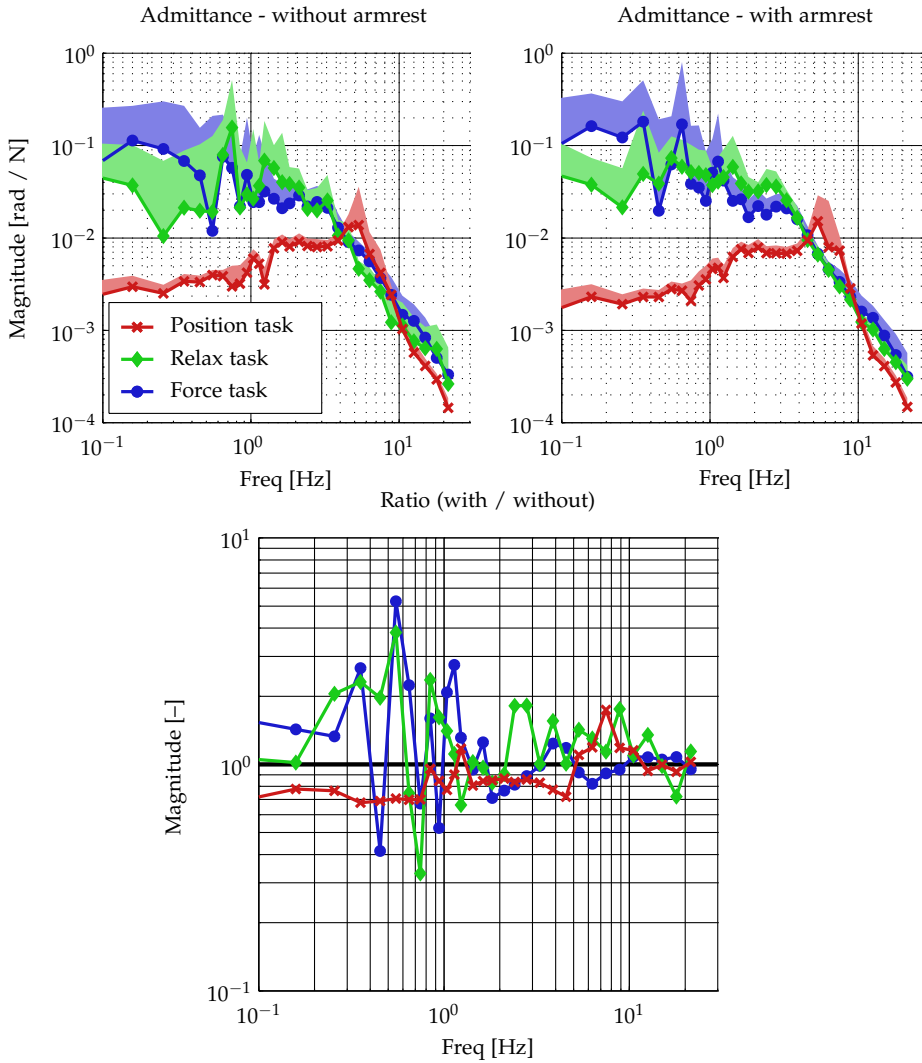 Admittance - without armrest
Admittance - with armrest
10^0
10^-1
10^-2
10^-3
10^-4
Magnitude [rad / N]
Position task
Relax task
Force task
10^-1
10^0
10^1
Freq [Hz]
10^0
10^-1
10^-2
10^-3
10^-4
10^-1
10^0
10^1
Freq [Hz]
Ratio (with / without)
10^1
10^0
10^-1
Magnitude [–]
10^-1
10^0
10^1
Freq [Hz]